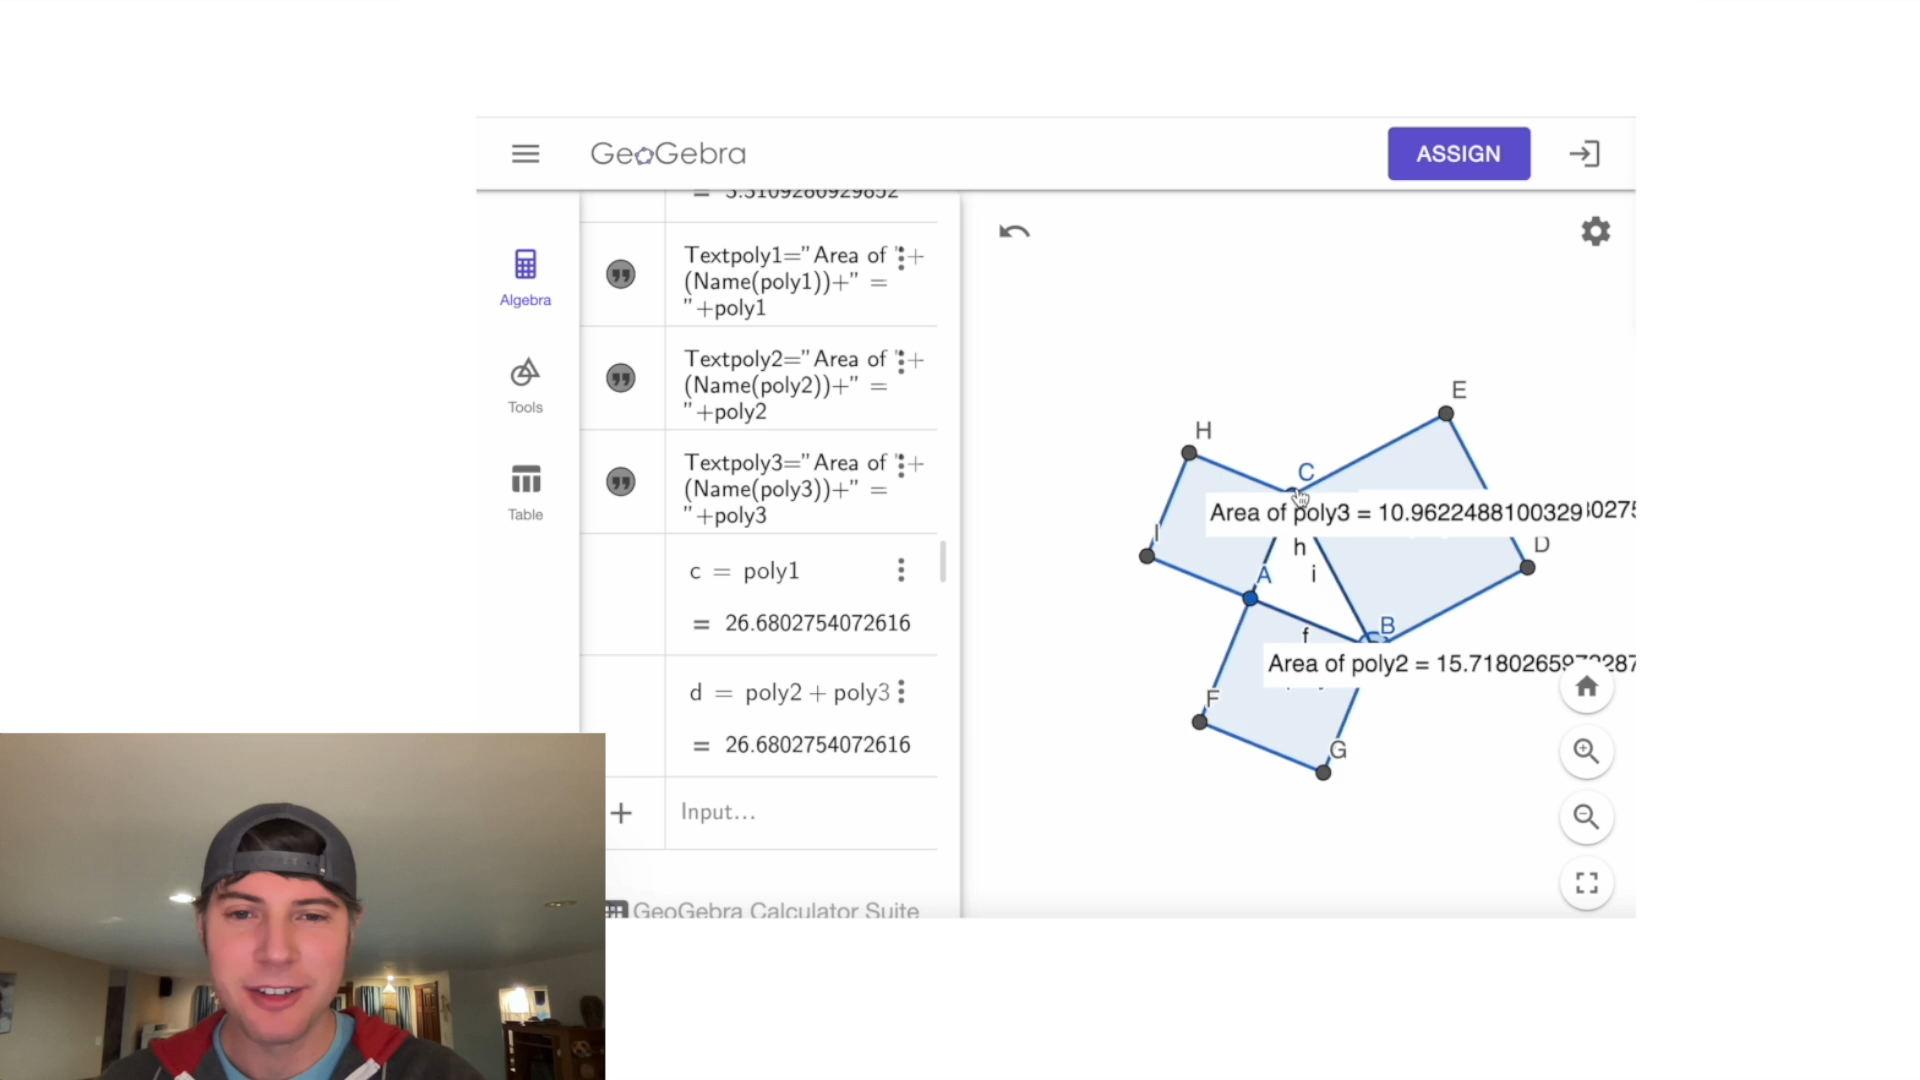 GeoGebra
ASSIGN
Algebra
Tools
Table
Textpoly1="Area of "+
(Name(poly1))+" =
"+poly1
Textpoly2="Area of "+
(Name(poly2))+" =
"+poly2
Textpoly3="Area of "+
(Name(poly3))+" =
"+poly3
c = poly1
= 26.6802754072616
d = poly2 + poly3
= 26.6802754072616
+ Input...
GeoGebra Calculator Suite
E
H
C
Area of poly3 = 10.9622488100329
I
h
D
A
i
B
f
Area of poly2 =
F
G